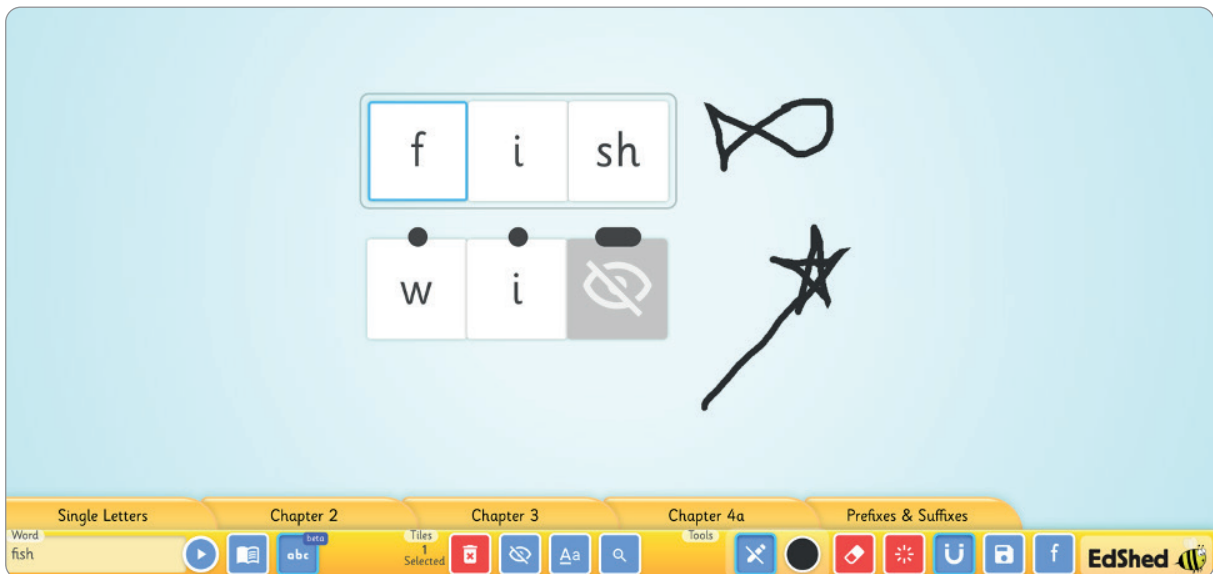 f i sh
w i
Single Letters Chapter 2 Chapter 3 Chapter 4a Prefixes & Suffixes
Word Tiles Tools
fish abc beta 1 Selected Aa f EdShed